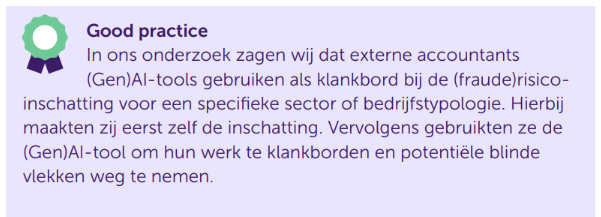 Good practice
In ons onderzoek zagen wij dat externe accountants
(Gen)AI-tools gebruiken als klankbord bij de (fraude)risico-
inschatting voor een specifieke sector of bedrijfstypologie. Hierbij
maakten zij eerst zelf de inschatting. Vervolgens gebruikten ze de
(Gen)AI-tool om hun werk te klankborden en potentiële blinde
vlekken weg te nemen.